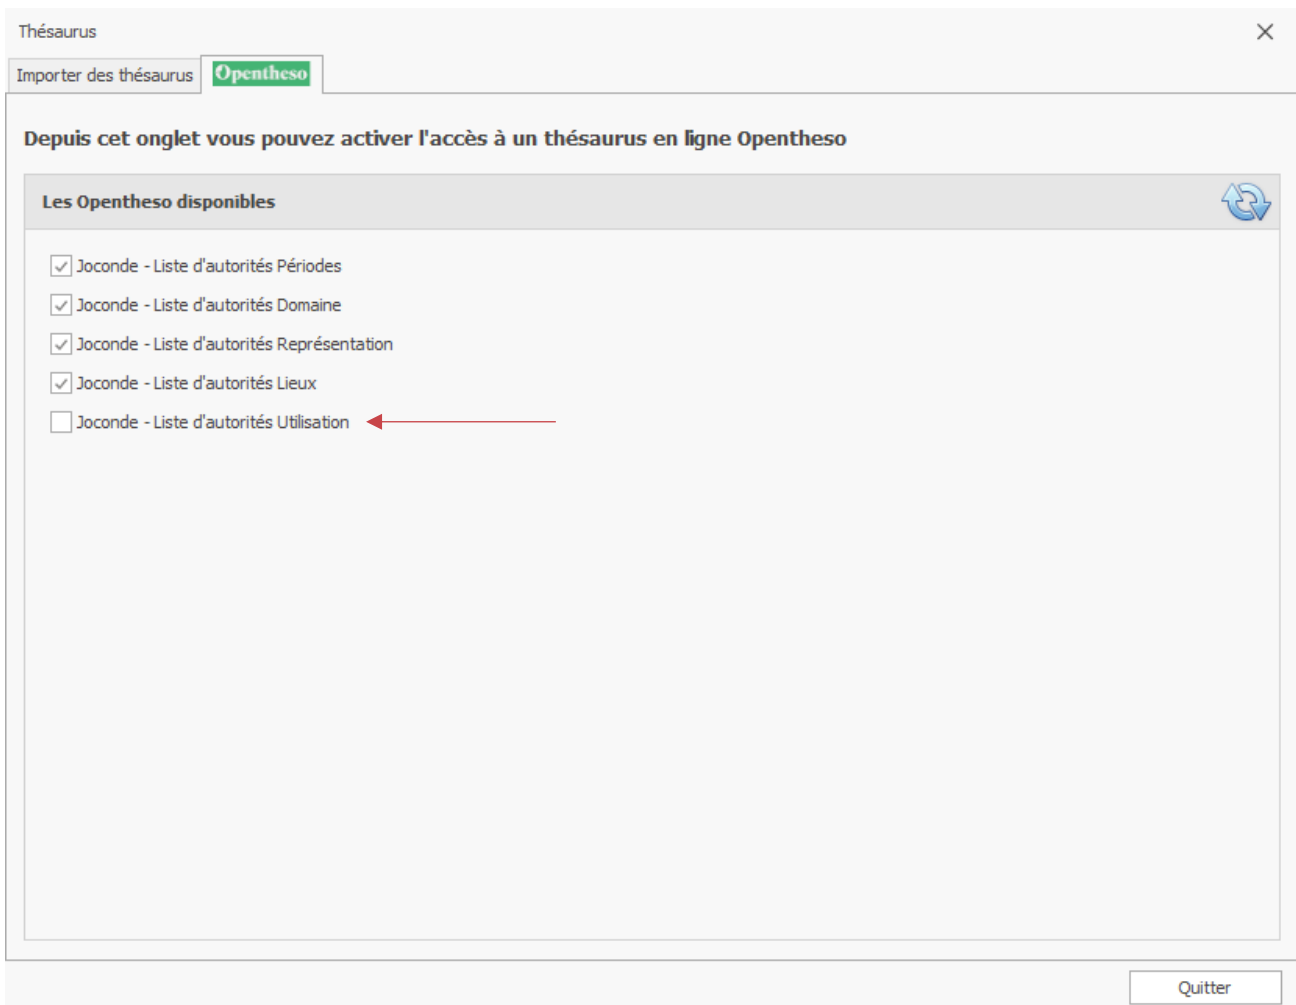 Thésaurus
Importer des thésaurus
Opentheso
Depuis cet onglet vous pouvez activer l'accès à un thésaurus en ligne Opentheso
Les Opentheso disponibles
Joconde - Liste d'autorités Périodes
Joconde - Liste d'autorités Domaine
Joconde - Liste d'autorités Représentation
Joconde - Liste d'autorités Lieux
Joconde - Liste d'autorités Utilisation
Quitter